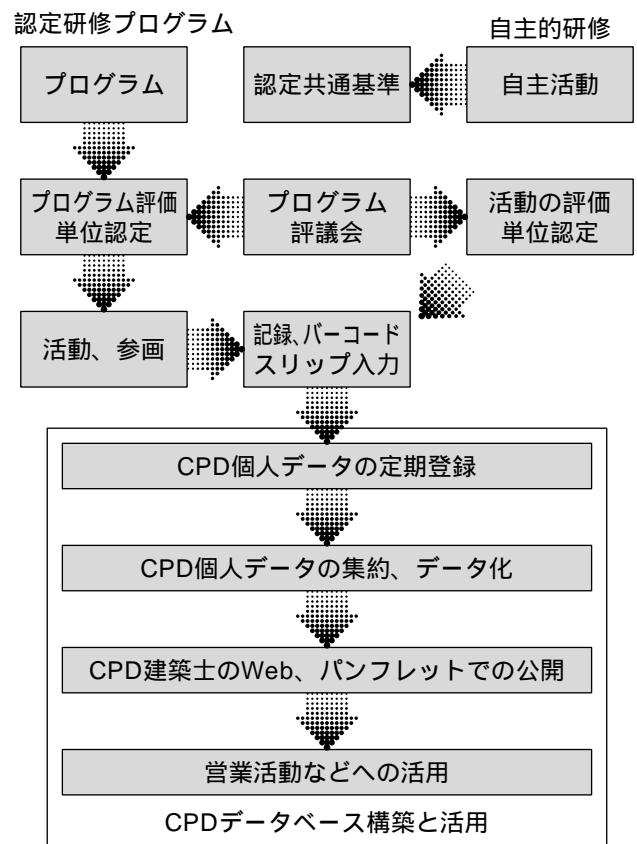 認定研修プログラム
自主的研修
プログラム
認定共通基準
自主活動
プログラム評価
単位認定
プログラム
評議会
活動の評価
単位認定
活動、参画
記録、バーコード
スリップ入力
CPD個人データの定期登録
CPD個人データの集約、データ化
CPD建築士のWeb、パンフレットでの公開
営業活動などへの活用
CPDデータベース構築と活用